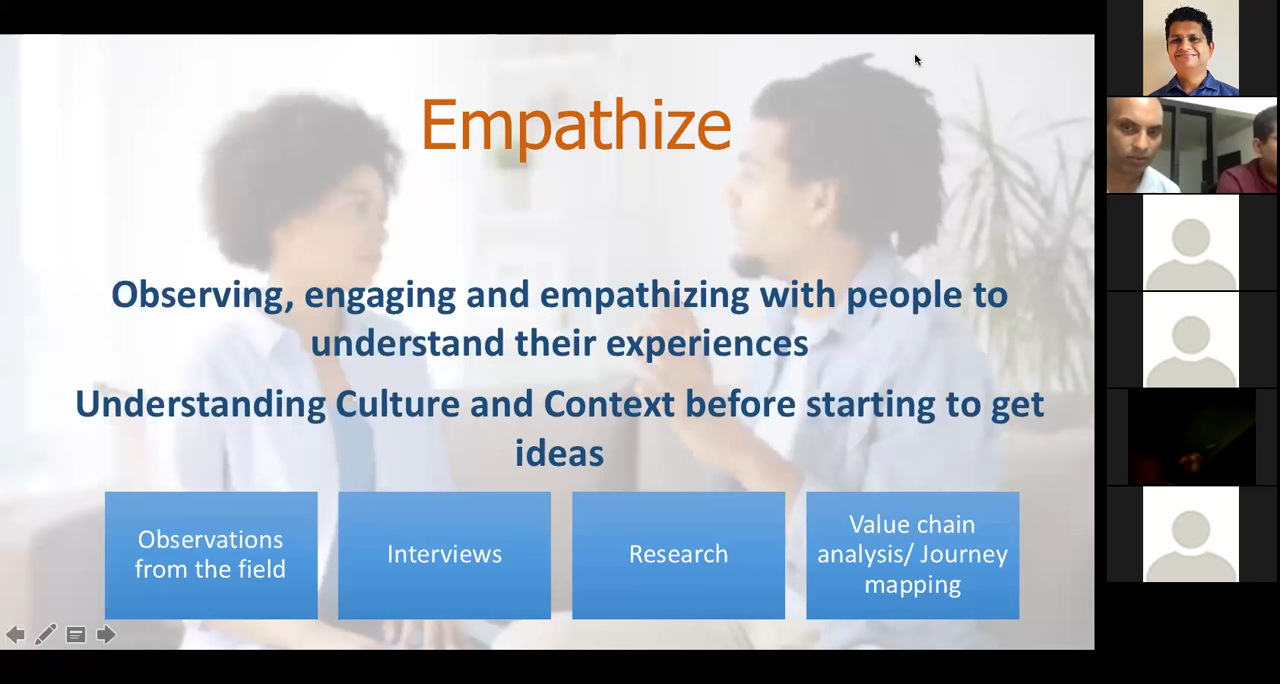 Empathize
Observing, engaging and empathizing with people to
understand their experiences
Understanding Culture and Context before starting to get
ideas
Observations
from the field
Interviews
Research
Value chain
analysis/ Journey
mapping